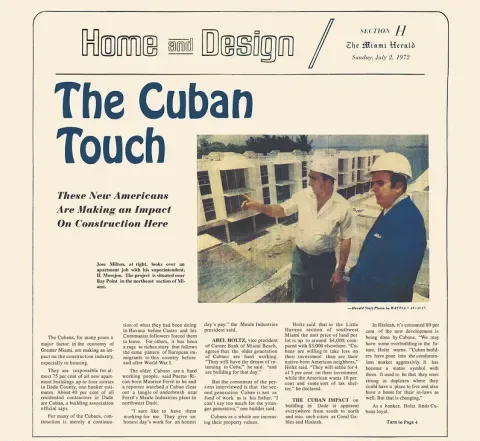 Home and Design
SECTION H
The Miami Herald
Sunday, July 2, 1972
The Cuban
Touch
These New Americans
Are Making an Impact
On Construction Here
Jose Milton, at right, looks over an
apartment job with his superintendent,
The project is situated near
Bay Point in the northeast section of Mi-
ami.
—Herald Staff Photo by
The Cubans, for many years a
major factor in the economy of
Greater Miami, are making an im-
pact on the construction industry,
especially in housing.
They are responsible for al-
most 75 per cent of all new apart-
ment buildings up to four stories
in Dade County, one banker esti-
mates. About 40 per cent of all
residential contractors in Dade
are Cuban, a building association
official says.
For many of the Cubans, con-
struction is merely a continua-
tion of what they had been doing
in Havana before Castro and his
Communist followers forced them
to leave. For others, it has been
a rags to riches story that follows
the same pattern of European im-
migrants to this country before
and after World War I.
The older Cubans are a hard
working people, said Puerto Ri-
can born Maurice Ferré as he and
a reporter watched a Cuban clear
out a tangle of underbrush near
Ferré's Maule Industries plant in
northwest Dade.
"I sure like to have them
working for me. They give an
honest day's work for an honest
day's pay," the Maule Industries
president said.
ABEL HOLTZ, vice president
of Center Bank of Miami Beach,
agrees that the older generation
of Cubans are hard working.
"They still have the dream of re-
turning to Cuba," he said "and
are building for that day."
But the consensus of the per-
sons interviewed is that the sec-
ond generation Cuban is not as
fond of work as is his father. "I
can't say too much for the young-
er generation," one builder said.
Cubans as a whole are increas-
ing their property values.
Holtz said that in the Little
Havana section of southwest
Miami the unit price of land per
lot is up to around $4,000, com-
pared with $3,000 elsewhere. "Cu-
bans are willing to take less on
their investment than are their
native-born American neighbors,"
Holtz said. "They will settle for 4
or 5 per cent on their investment
while the American wants 10 per
cent and some sort of tax shel-
ter," he declared.
THE CUBAN IMPACT on
building in Dade is apparent
everywhere from south to north
and into such cities as Coral Ga-
bles and Hialeah.
In Hialeah, it's estimated 80 per
cent of the new development is
being done by Cubans. "We may
have some overbuilding in the fu-
ture, Holtz warns. "Cuban build-
ers have gone into the condomin-
ium market aggressively. It has
become a status symbol with
them. It used to be that they were
strong in duplexes where they
could have a place to live and also
have a home for their in-laws as
well. But that is changing."
As a banker, Holtz finds Cu-
bans loyal.
Turn to Page 4